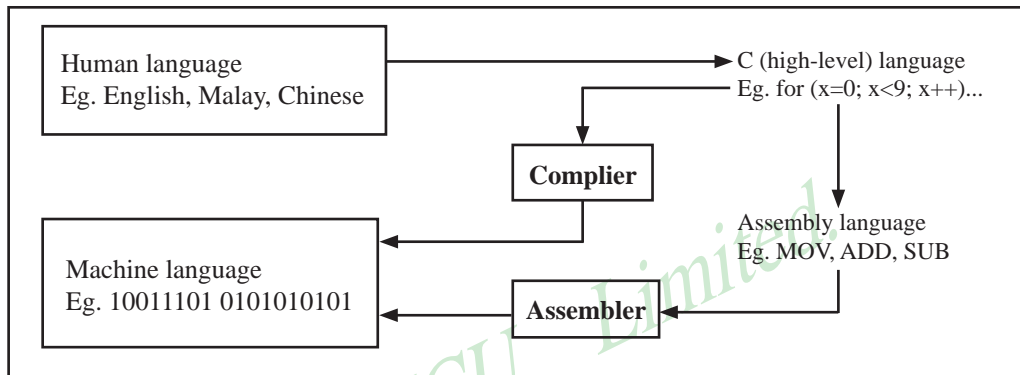 Human language
Eg. English, Malay, Chinese
C (high-level) language
Eg. for (x=0; x<9; x++)...
Complier
Assembly language
Eg. MOV, ADD, SUB
Machine language
Eg. 10011101 0101010101
Assembler
Limited.